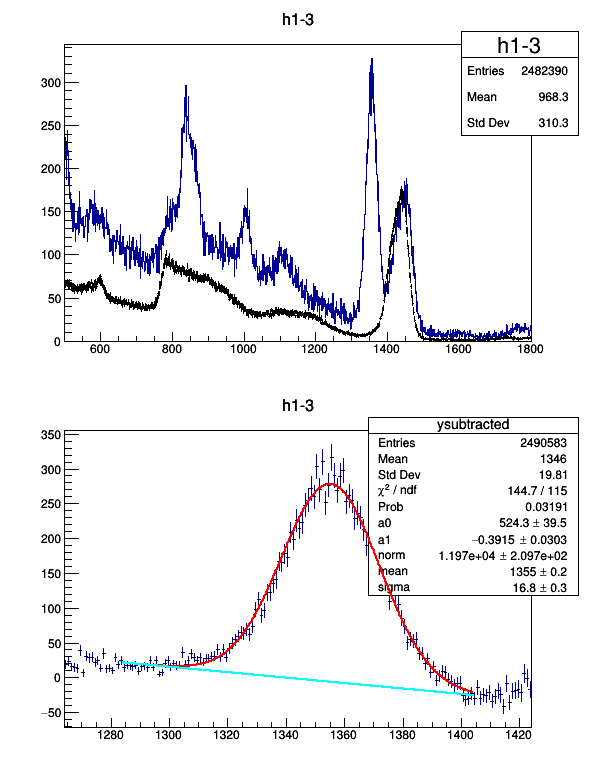 h1-3
h1-3
Entries 2482390
Mean 968.3
Std Dev 310.3
300
250
200
150
100
50
0
600 800 1000 1200 1400 1600 1800
h1-3
ysubtracted
Entries 2490583
Mean 1346
Std Dev 19.81
χ² / ndf 144.7 / 115
Prob 0.03191
a0 524.3 ± 39.5
a1 −0.3915 ± 0.0303
norm 1.197e+04 ± 2.097e+02
mean 1355 ± 0.2
sigma 16.8 ± 0.3
350
300
250
200
150
100
50
0
−50
1280 1300 1320 1340 1360 1380 1400 1420